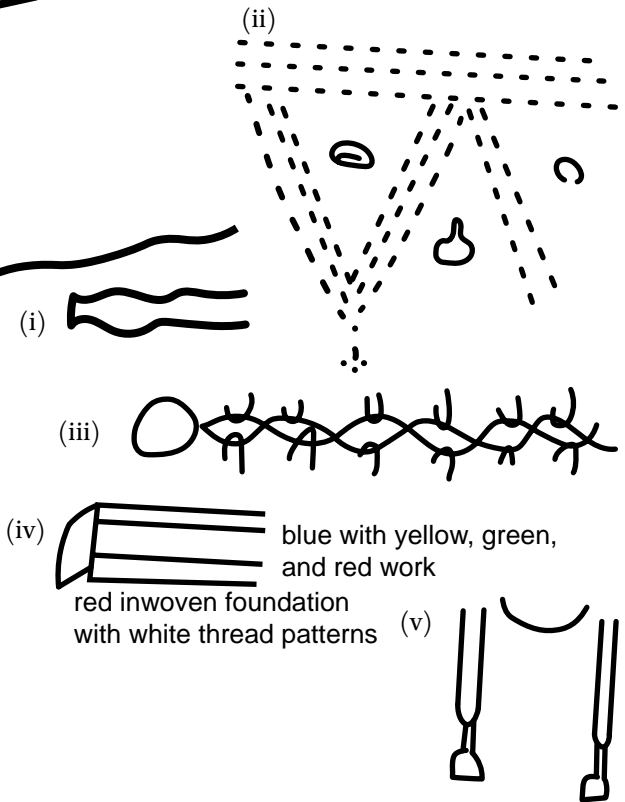 (ii)
(i)
(iii)
(iv)
blue with yellow, green,
and red work
red inwoven foundation
with white thread patterns
(v)